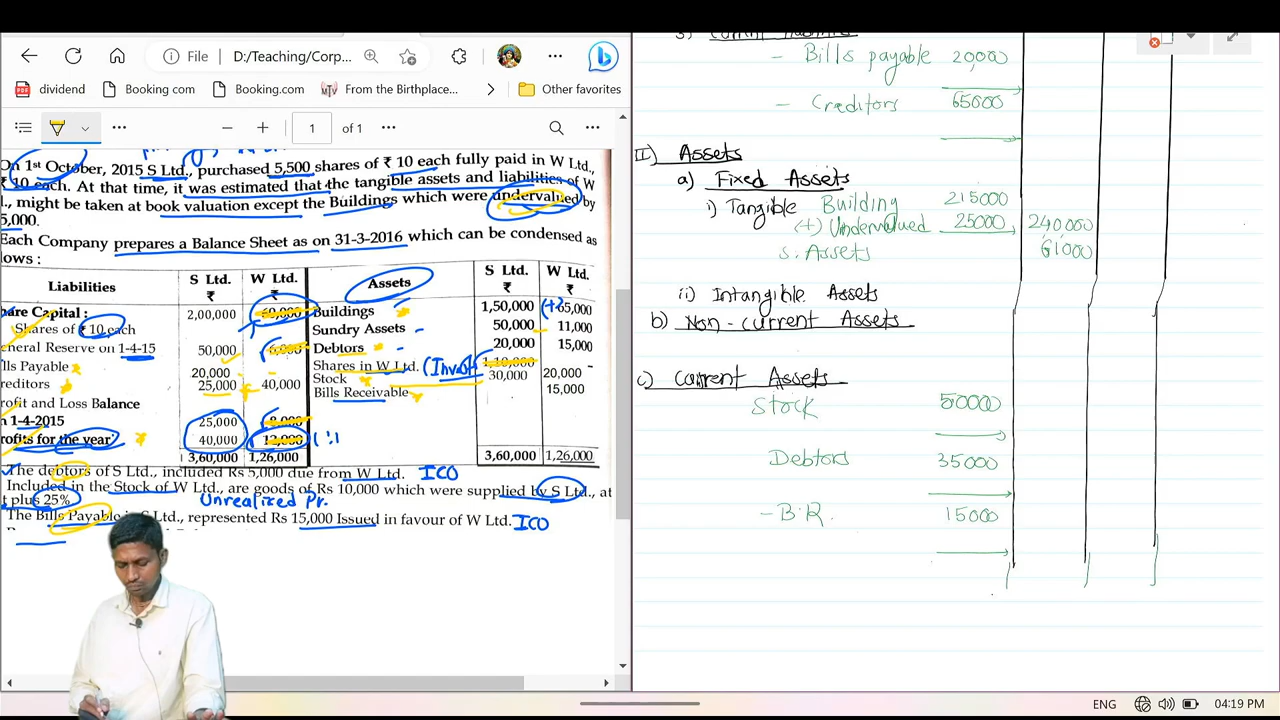 File
D:/Teaching/Corp...
dividend
Booking.com
Booking.com
From the Birthplace...
Other favorites
1 of 1
On 1st October, 2015 S Ltd., purchased 5,500 shares of ₹ 10 each fully paid in W Ltd.,
₹ 10 each. At that time, it was estimated that the tangible assets and liabilities of W
., might be taken at book valuation except the Buildings which were undervalued by
5,000.
Each Company prepares a Balance Sheet as on 31-3-2016 which can be condensed as
lows :
Liabilities S Ltd. ₹ W Ltd. ₹ Assets S Ltd. ₹ W Ltd. ₹
hare Capital : 2,00,000 60,000 Buildings 1,50,000 (+) 65,000
Shares of ₹ 10 each Sundry Assets 50,000 11,000
neral Reserve on 1-4-15 50,000 6,000 Debtors 20,000 15,000
lls Payable 20,000 Shares in W Ltd. (Invest 1,10,000
reditors 25,000 40,000 Stock 30,000 20,000
rofit and Loss Balance Bills Receivable 15,000
n 1-4-2015 25,000 8,000
rofits for the year 40,000 12,000
3,60,000 1,26,000 3,60,000 1,26,000
The debtors of S Ltd., included Rs 5,000 due from W Ltd. ICO
Included in the Stock of W Ltd., are goods of Rs 10,000 which were supplied by S Ltd., at
t plus 25% Unrealized Pr.
The Bills Payable in S Ltd., represented Rs 15,000 Issued in favour of W Ltd. ICO
- Bills payable 20,000
- Creditors 65000
II) Assets
a) Fixed Assets
i) Tangible Building 215000
(+) Undervalued 25000 240000
S. Assets 61000
ii) Intangible Assets
b) Non-current Assets
c) Current Assets
Stock 50000
Debtors 35000
- B.R. 15000
ENG
04:19 PM